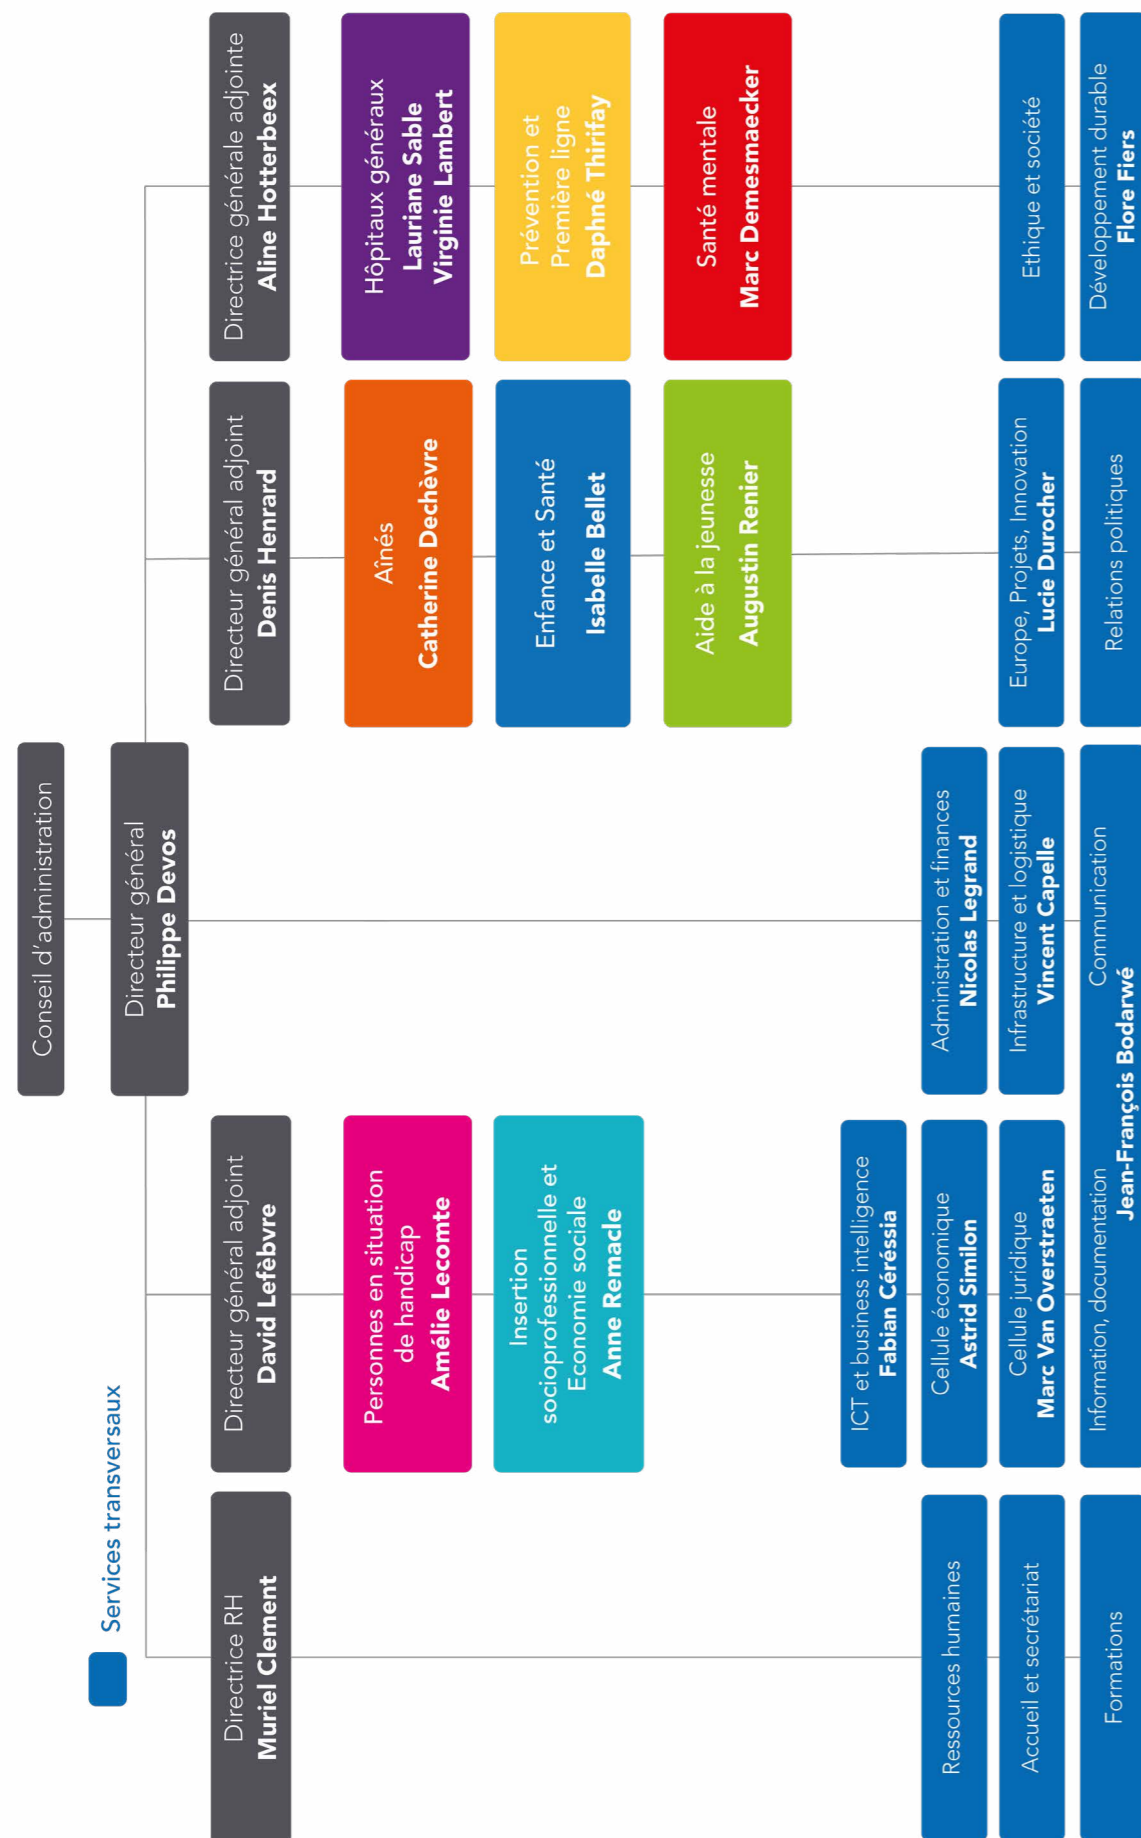 Conseil d’administration
Directeur général
Philippe Devos
Services transversaux
Directrice RH
Muriel Clement
Directeur général adjoint
David Lefèbvre
Directeur général adjoint
Denis Henrard
Directrice générale adjointe
Aline Hotterbeex
Personnes en situation
de handicap
Amélie Lecomte
Aînés
Catherine Dechèvre
Hôpitaux généraux
Lauriane Sable
Virginie Lambert
Insertion
socioprofessionnelle et
Economie sociale
Anne Remacle
Enfance et Santé
Isabelle Bellet
Prévention et
Première ligne
Daphné Thirifay
Aide à la jeunesse
Augustin Renier
Santé mentale
Marc Demesmaecker
ICT et business intelligence
Fabian Céréssia
Ressources humaines
Cellule économique
Astrid Similon
Administration et finances
Nicolas Legrand
Accueil et secrétariat
Cellule juridique
Marc Van Overstraeten
Infrastructure et logistique
Vincent Capelle
Europe, Projets, Innovation
Lucie Durocher
Ethique et société
Formations
Information, documentation
Communication
Jean-François Bodarwé
Relations politiques
Développement durable
Flore Fiers